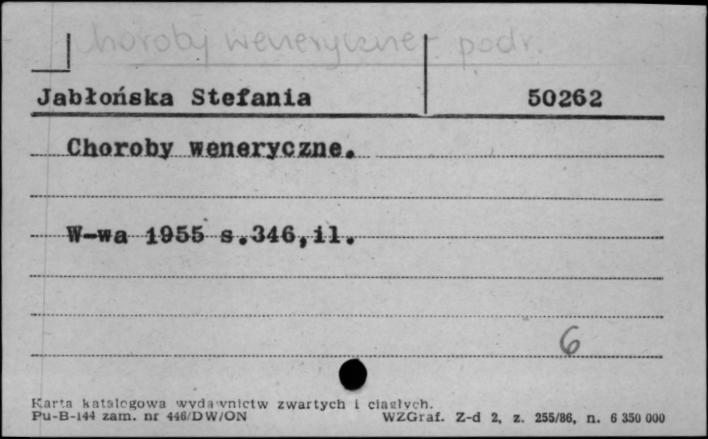 Choroby weneryczne - podr.
Jabłońska Stefania 50262
Choroby weneryczne.
W-wa 1955 s.346,il.
6
Karta katalogowa wydawnictw zwartych i ciągłych.
Pu-B-144 zam. nr 446/DW/ON WZGraf. Z-d 2, z. 255/86, n. 6 350 000